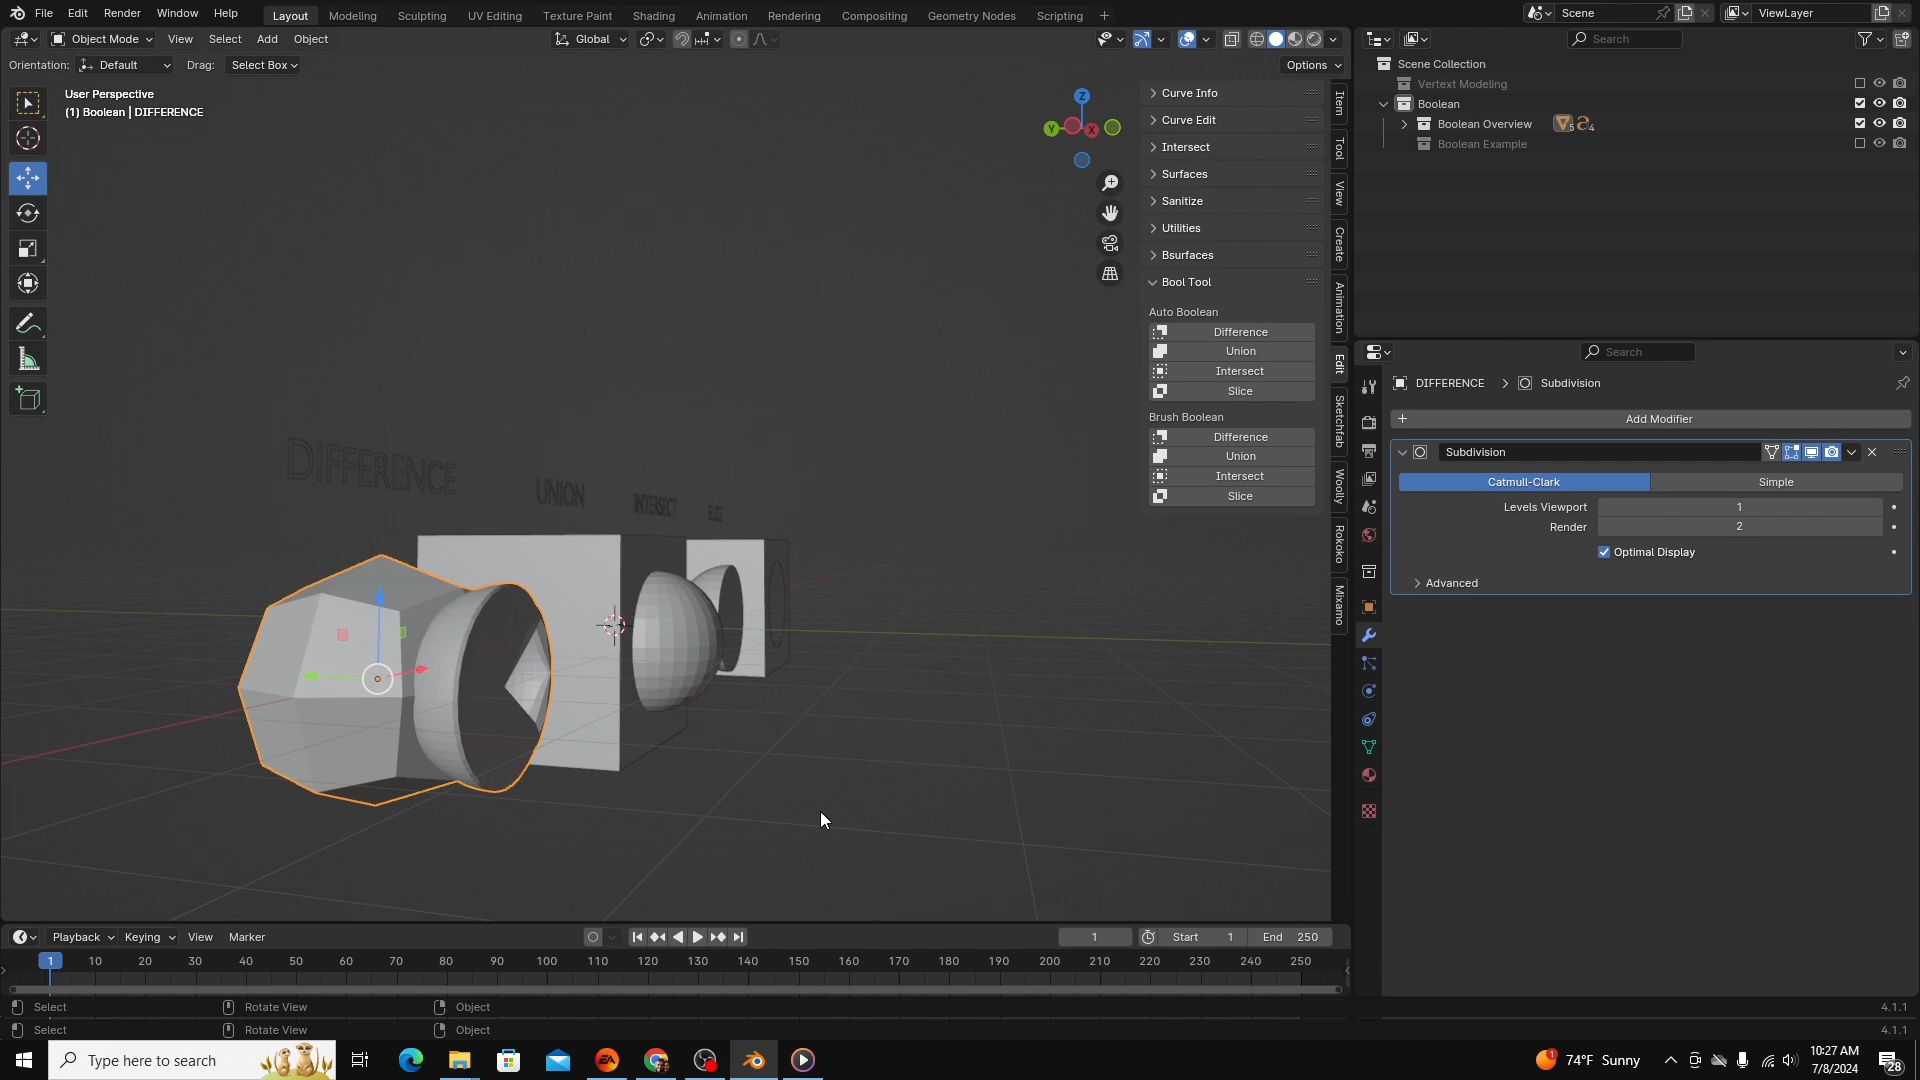 File Edit Render Window Help Layout Modeling Sculpting UV Editing Texture Paint Shading Animation Rendering Compositing Geometry Nodes Scripting + Scene ViewLayer
Object Mode View Select Add Object Global Search
Orientation: Default Drag: Select Box Options
User Perspective
(1) Boolean | DIFFERENCE
Z
Y
X
DIFFERENCE
UNION
INTERSECT
Curve Info
Curve Edit
Intersect
Surfaces
Sanitize
Utilities
Bsurfaces
Bool Tool
Auto Boolean
Difference
Union
Intersect
Slice
Brush Boolean
Difference
Union
Intersect
Slice
Item
Tool
View
Create
Animation
Edit
Sketchfab
Woolly
Rokoko
Mixamo
Scene Collection
Vertext Modeling
Boolean
Boolean Overview 5 4
Boolean Example
Search
DIFFERENCE > Subdivision
+ Add Modifier
Subdivision
Catmull-Clark Simple
Levels Viewport 1
Render 2
Optimal Display
Advanced
Playback Keying View Marker 1 Start 1 End 250
1 10 20 30 40 50 60 70 80 90 100 110 120 130 140 150 160 170 180 190 200 210 220 230 240 250
Select Rotate View Object 4.1.1
Select Rotate View Object 4.1.1
Type here to search 1 74°F Sunny 10:27 AM
7/8/2024 28